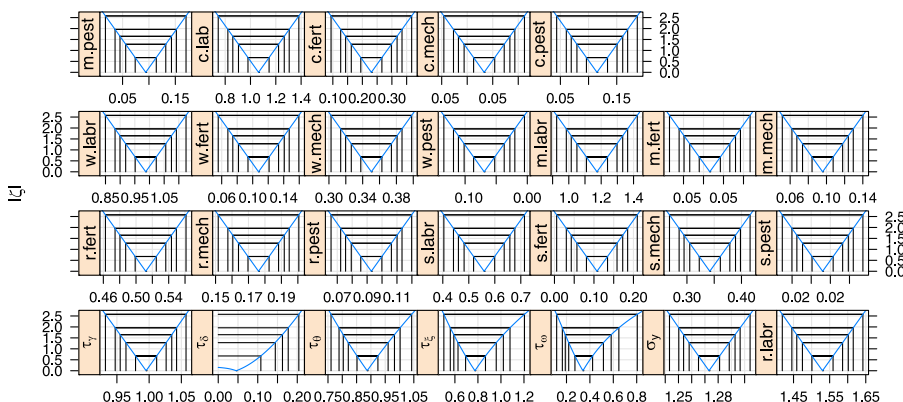 m.pest c.lab c.fert c.mech c.pest
0.0 0.5 1.0 1.5 2.0 2.5
0.05 0.15 0.8 1.0 1.2 1.4 0.10 0.20 0.30 0.05 0.05 0.05 0.15
w.labr w.fert w.mech w.pest m.labr m.fert m.mech
0.0 0.5 1.0 1.5 2.0 2.5
0.85 0.95 1.05 0.06 0.10 0.14 0.30 0.34 0.38 0.10 0.00 1.0 1.2 1.4 0.05 0.05 0.06 0.10 0.14
|ζ|
r.fert r.mech r.pest s.labr s.fert s.mech s.pest
0.46 0.50 0.54 0.15 0.17 0.19 0.07 0.09 0.11 0.4 0.5 0.6 0.7 0.00 0.10 0.20 0.30 0.40 0.02 0.02
τγ τδ τθ τξ τω σy r.labr
0.0 0.5 1.0 1.5 2.0 2.5
0.95 1.00 1.05 0.00 0.10 0.20 0.75 0.85 0.95 1.05 0.6 0.8 1.0 1.2 0.2 0.4 0.6 0.8 1.25 1.28 1.45 1.55 1.65